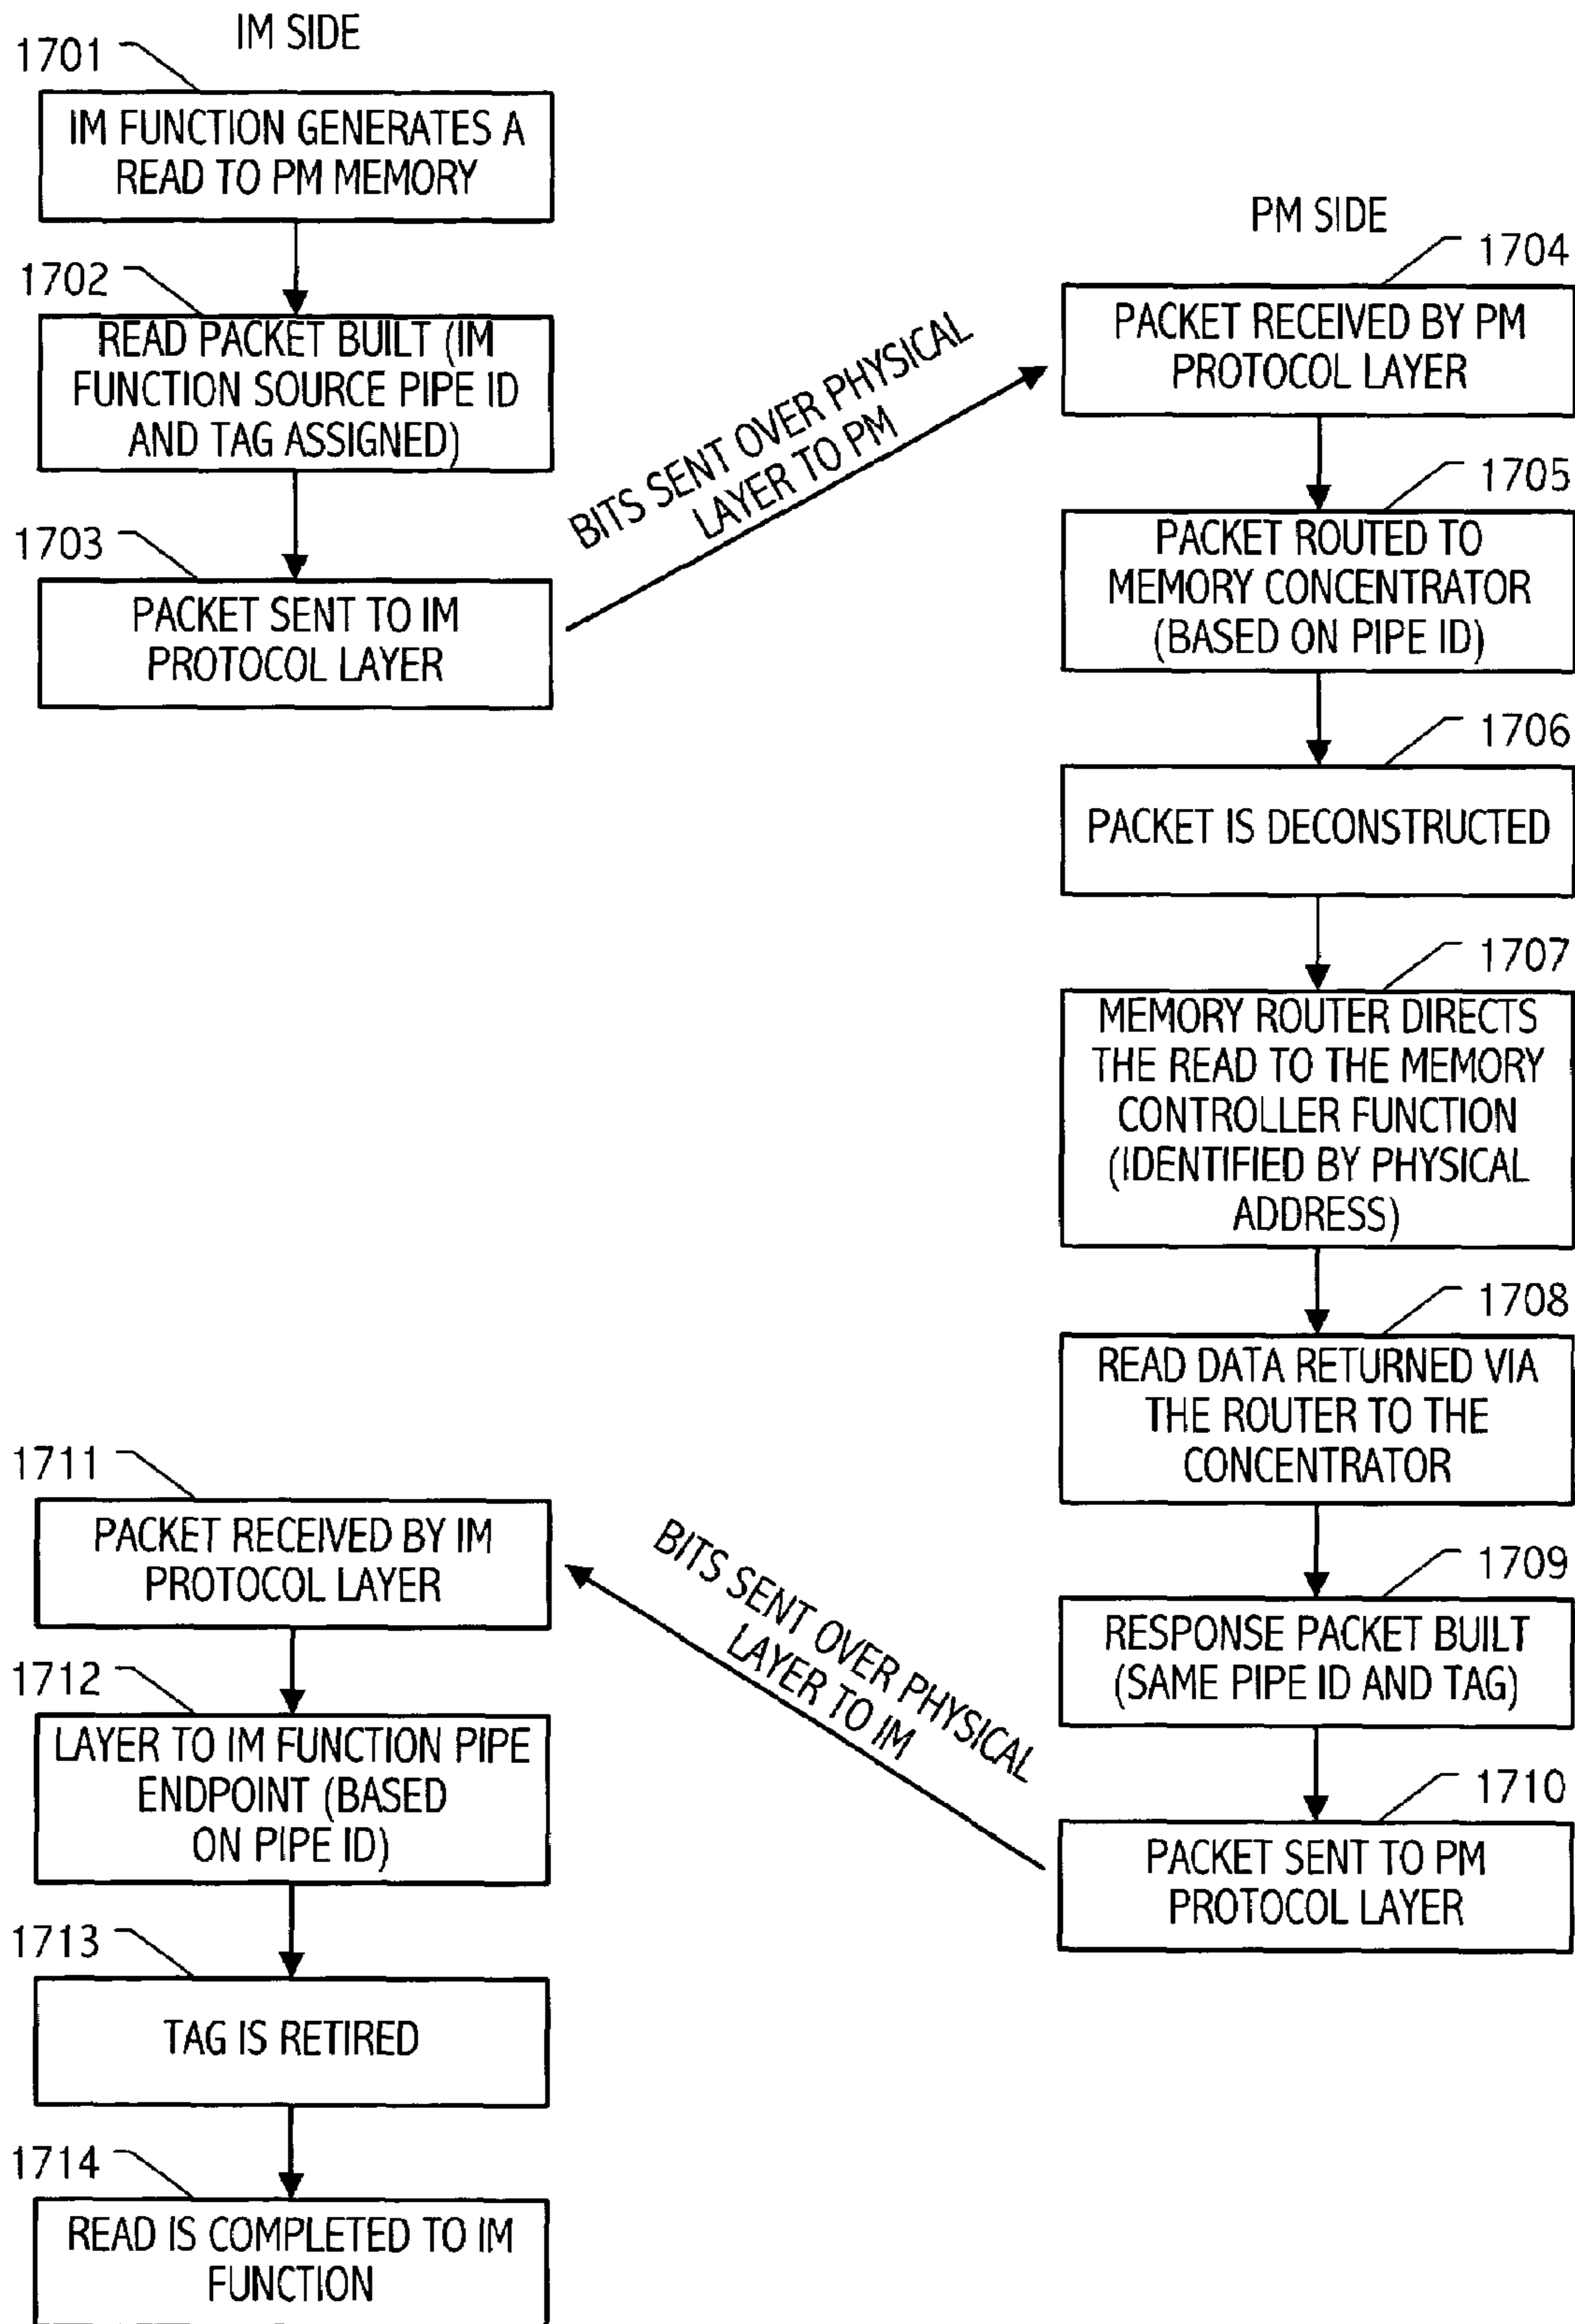 IM SIDE
1701
IM FUNCTION GENERATES A
READ TO PM MEMORY
1702
READ PACKET BUILT (IM
FUNCTION SOURCE PIPE ID
AND TAG ASSIGNED)
1703
PACKET SENT TO IM
PROTOCOL LAYER
BITS SENT OVER PHYSICAL
LAYER TO PM
PM SIDE
1704
PACKET RECEIVED BY PM
PROTOCOL LAYER
1705
PACKET ROUTED TO
MEMORY CONCENTRATOR
(BASED ON PIPE ID)
1706
PACKET IS DECONSTRUCTED
1707
MEMORY ROUTER DIRECTS
THE READ TO THE MEMORY
CONTROLLER FUNCTION
(IDENTIFIED BY PHYSICAL
ADDRESS)
1708
READ DATA RETURNED VIA
THE ROUTER TO THE
CONCENTRATOR
1709
RESPONSE PACKET BUILT
(SAME PIPE ID AND TAG)
1710
PACKET SENT TO PM
PROTOCOL LAYER
BITS SENT OVER PHYSICAL
LAYER TO IM
1711
PACKET RECEIVED BY IM
PROTOCOL LAYER
1712
LAYER TO IM FUNCTION PIPE
ENDPOINT (BASED
ON PIPE ID)
1713
TAG IS RETIRED
1714
READ IS COMPLETED TO IM
FUNCTION